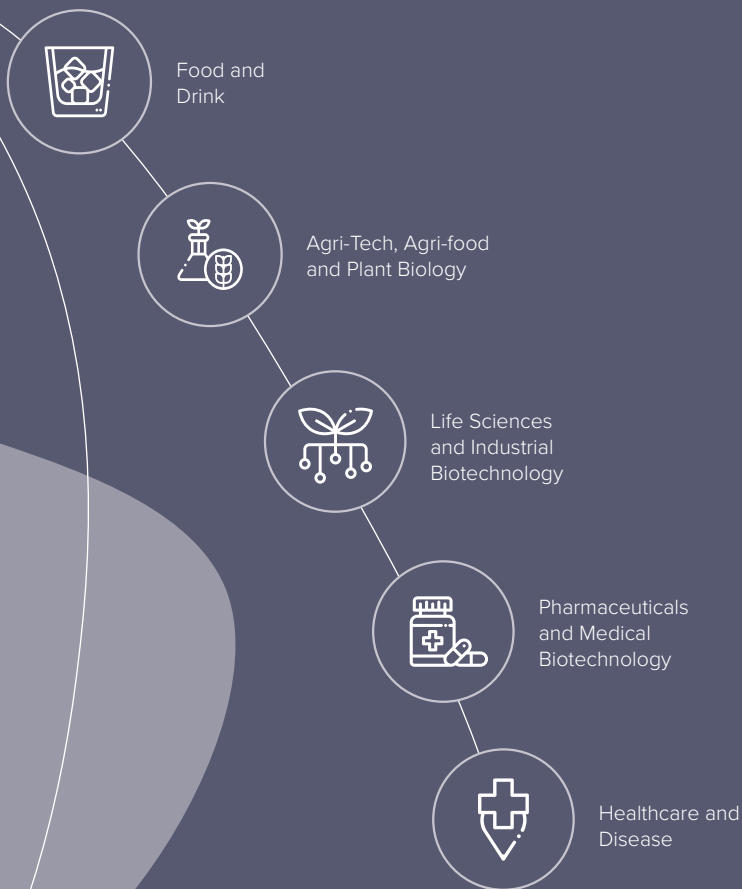 Food and
Drink
Agri-Tech, Agri-food
and Plant Biology
Life Sciences
and Industrial
Biotechnology
Pharmaceuticals
and Medical
Biotechnology
Healthcare and
Disease